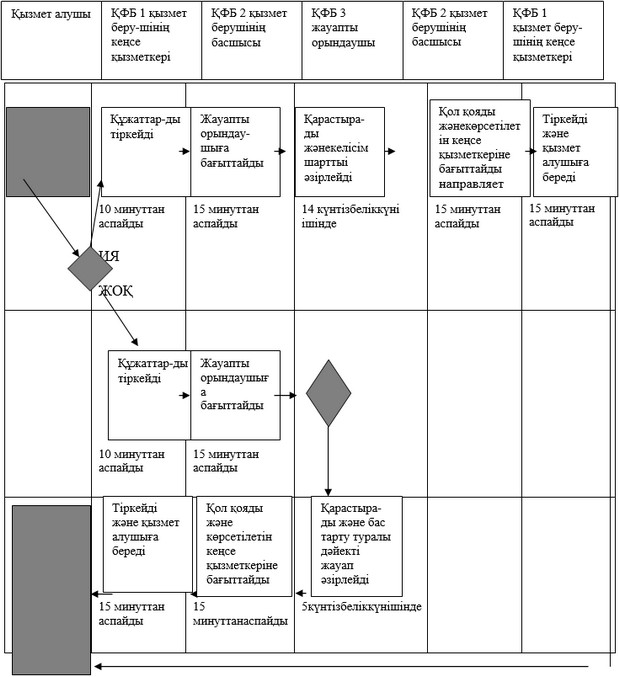 Қызмет алушы
ҚФБ 1 қызмет
беру-шінің
кеңсе
қызметкері
ҚФБ 2 қызмет
берушінің
басшысы
ҚФБ 3
жауапты
орындаушы
ҚФБ 2 қызмет
берушінің
басшысы
ҚФБ 1
қызмет беру-
шінің кеңсе
қызметкері
Құжаттар-ды
тіркейді
Жауапты
орындау-
шыға
бағыттайды
Қарастыра-
ды
жәнекелісім
шарттыі
әзірлейді
Қол қояды
жәнекөрсетілет
ін кеңсе
қызметкеріне
бағыттайды
направляет
Тіркейді
және
қызмет
алушыға
береді
10 минуттан
аспайды
15 минуттан
аспайды
14 күнтізбеліккүні
ішінде
15 минуттан
аспайды
15 минуттан
аспайды
ИЯ
ЖОҚ
Құжаттар-ды
тіркейді
Жауапты
орындаушығ
а
бағыттайды
10 минуттан
аспайды
15 минуттан
аспайды
Тіркейді
және қызмет
алушыға
береді
Қол қояды
және
көрсетілетін
кеңсе
қызметкеріне
бағыттайды
Қарастыра-
ды және бас
тарту туралы
дәйекті
жауап
әзірлейді
15 минуттан
аспайды
15
минуттанаспайды
5күнтізбеліккүнішінде